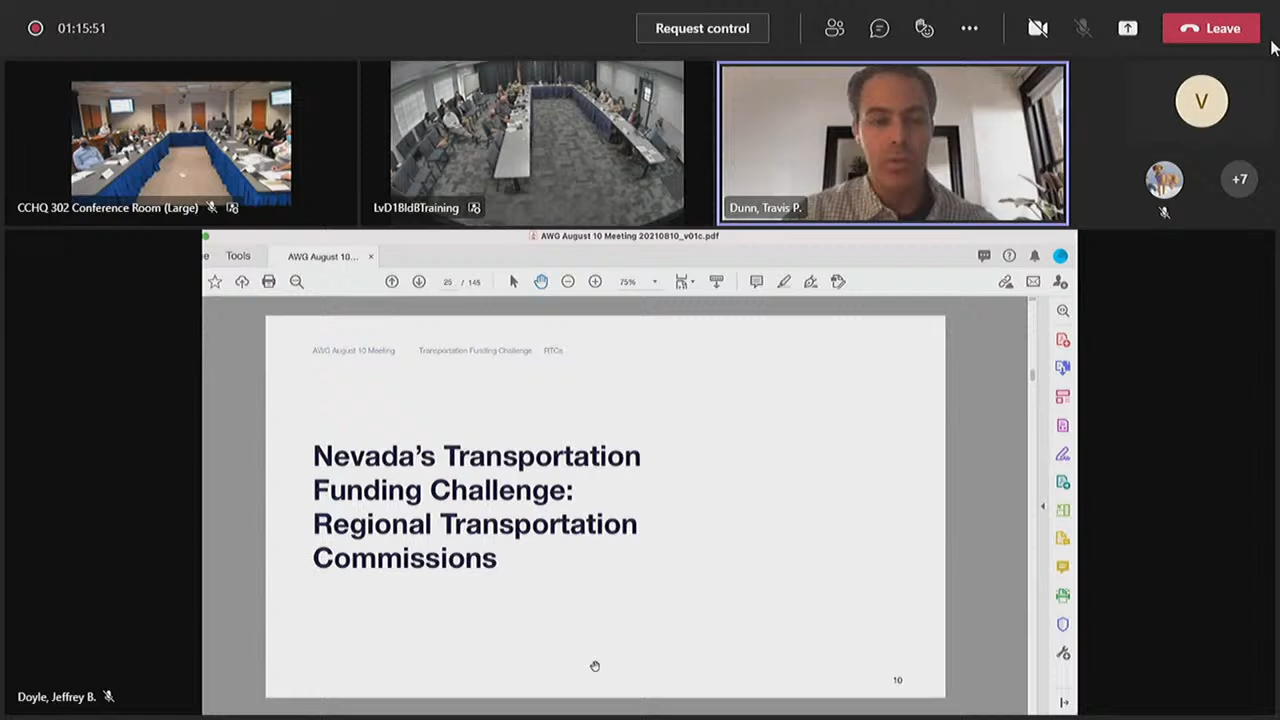 01:15:51
Request control
Leave
CCHQ 302 Conference Room (Large)
LvD1BldBTraining
Dunn, Travis P.
V
+7
AWG August 10 Meeting 20210810_v01c.pdf
e Tools
AWG August 10... ×
25 / 145
75%
AWG August 10 Meeting Transportation Funding Challenge RTCs
Nevada's Transportation
Funding Challenge:
Regional Transportation
Commissions
10
Doyle, Jeffrey B.